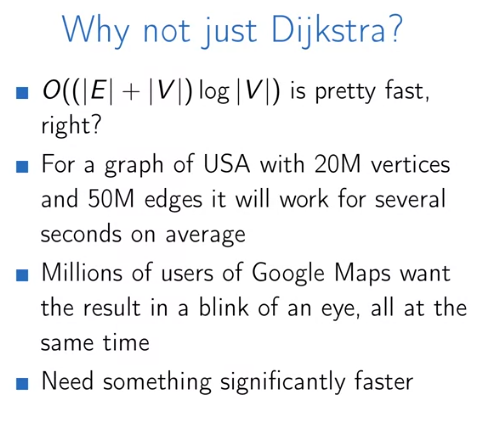 Why not just Dijkstra?
■ O((|E| + |V|) log |V|) is pretty fast,
right?
■ For a graph of USA with 20M vertices
and 50M edges it will work for several
seconds on average
■ Millions of users of Google Maps want
the result in a blink of an eye, all at the
same time
■ Need something significantly faster